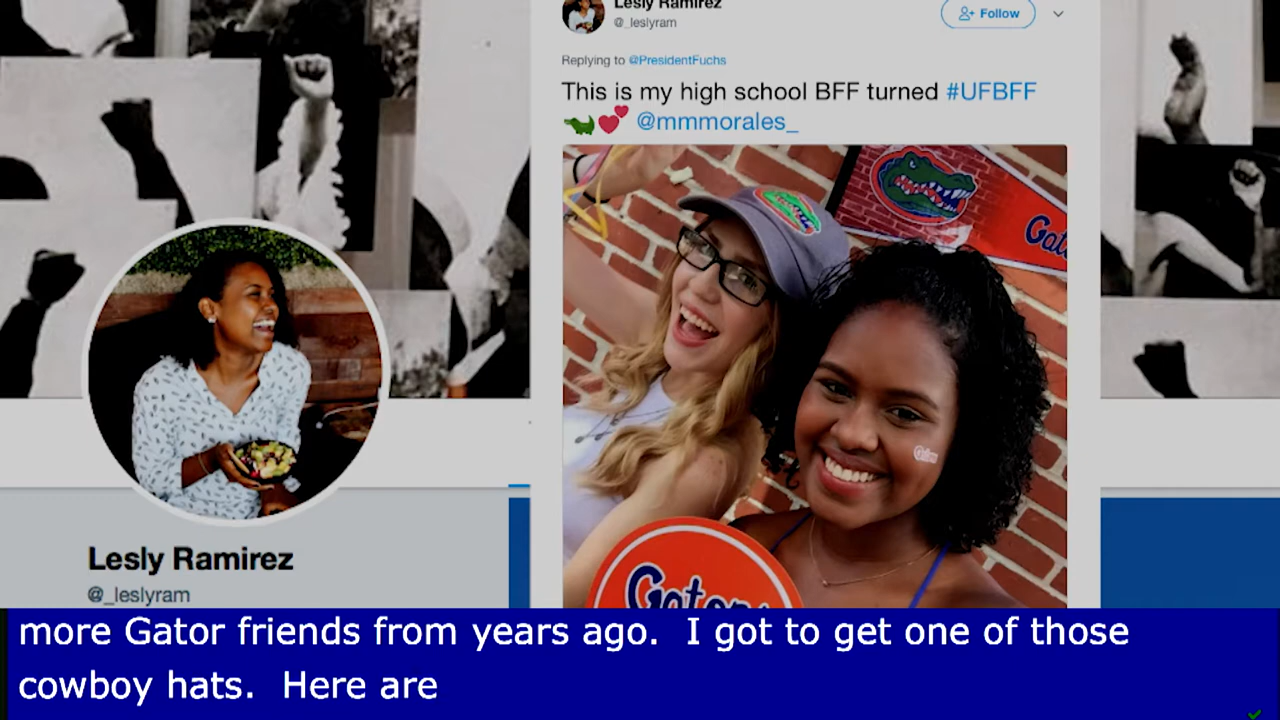 Lesly Ramirez
@_leslyram
Follow
Replying to @PresidentFuchs
This is my high school BFF turned #UFBFF
@mmmorales_
Gators
Lesly Ramirez
@_leslyram
more Gator friends from years ago.  I got to get one of those
cowboy hats.  Here are